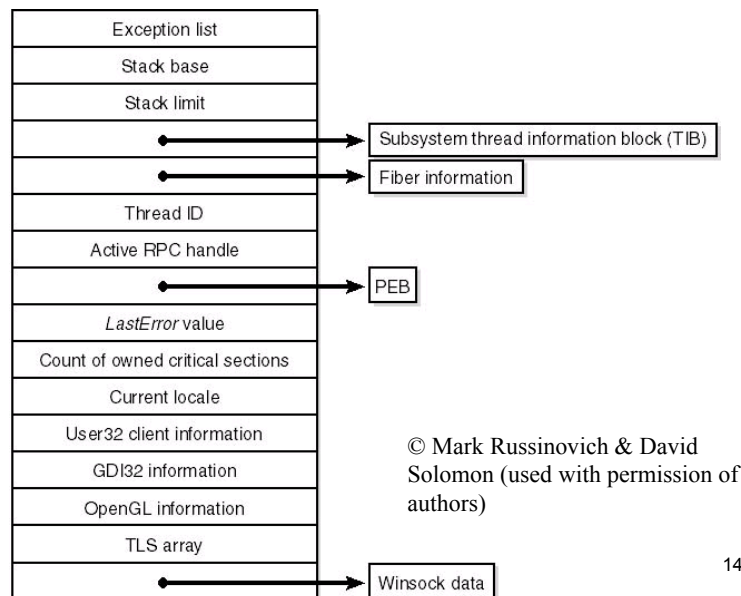 Exception list
Stack base
Stack limit
Subsystem thread information block (TIB)
Fiber information
Thread ID
Active RPC handle
PEB
LastError value
Count of owned critical sections
Current locale
User32 client information
GDI32 information
OpenGL information
TLS array
Winsock data
© Mark Russinovich & David
Solomon (used with permission of
authors)
14